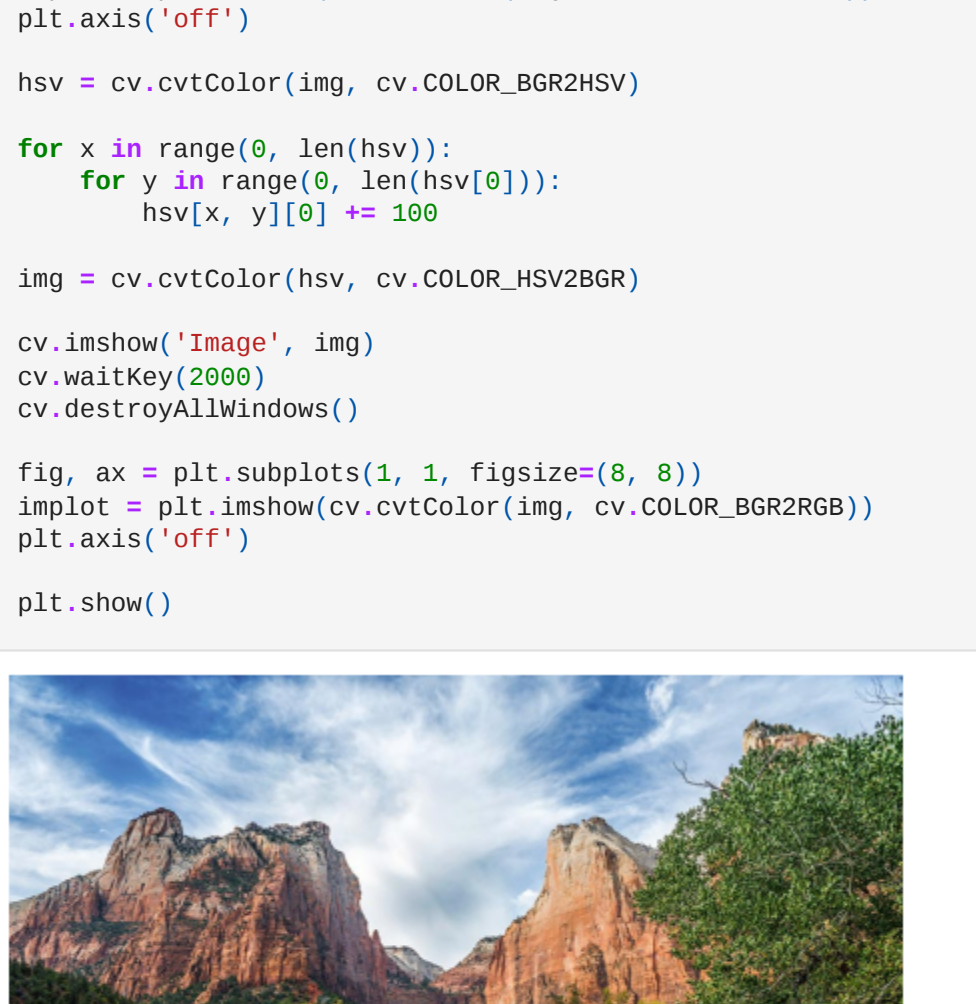 plt.axis('off')
hsv = cv.cvtColor(img, cv.COLOR_BGR2HSV)
for x in range(0, len(hsv)):
    for y in range(0, len(hsv[0])):
        hsv[x, y][0] += 100
img = cv.cvtColor(hsv, cv.COLOR_HSV2BGR)
cv.imshow('Image', img)
cv.waitKey(2000)
cv.destroyAllWindows()
fig, ax = plt.subplots(1, 1, figsize=(8, 8))
implot = plt.imshow(cv.cvtColor(img, cv.COLOR_BGR2RGB))
plt.axis('off')
plt.show()